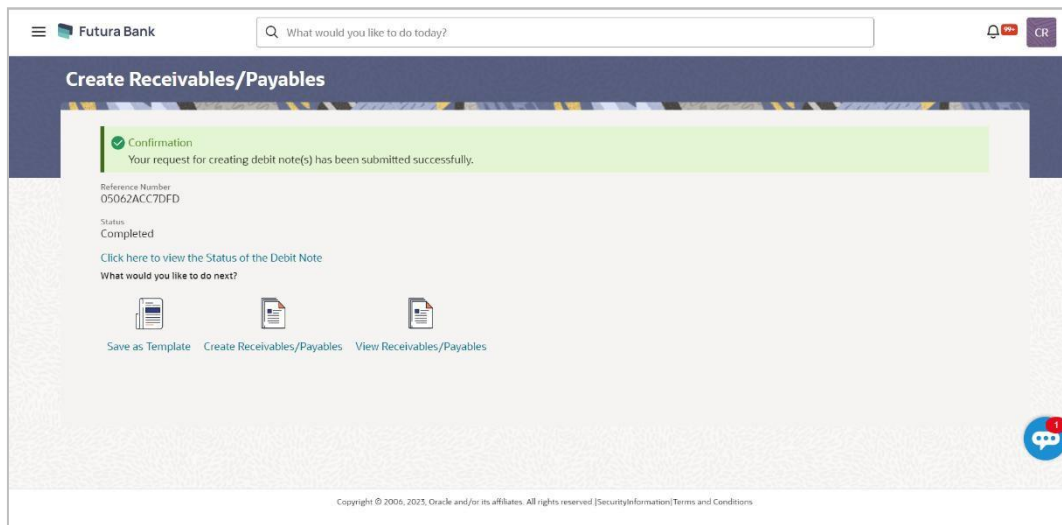 Futura Bank
What would you like to do today?
99+
CR
Create Receivables/Payables
Confirmation
Your request for creating debit note(s) has been submitted successfully.
Reference Number
05062ACC7DFD
Status
Completed
Click here to view the Status of the Debit Note
What would you like to do next?
Save as Template Create Receivables/Payables View Receivables/Payables
1
Copyright © 2006, 2023, Oracle and/or its affiliates. All rights reserved.|SecurityInformation|Terms and Conditions